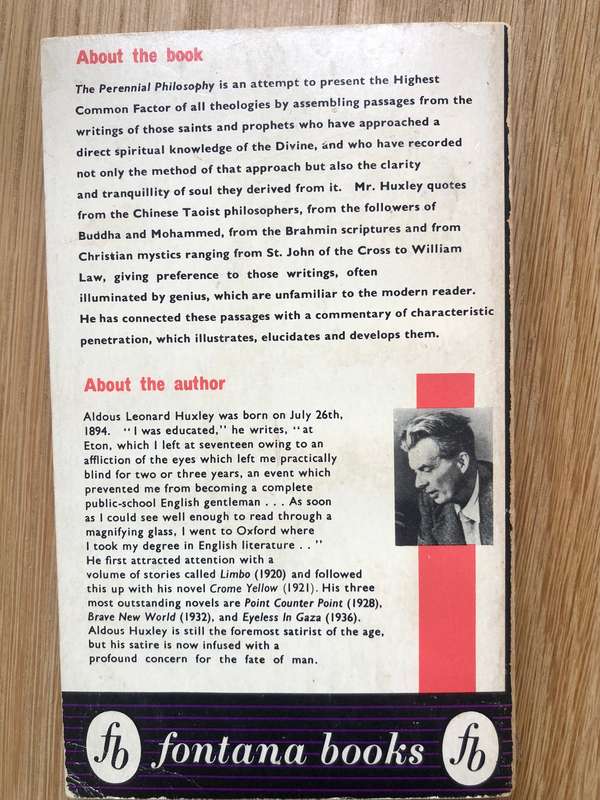 About the book
The Perennial Philosophy is an attempt to present the Highest
Common Factor of all theologies by assembling passages from the
writings of those saints and prophets who have approached a
direct spiritual knowledge of the Divine, and who have recorded
not only the method of that approach but also the clarity
and tranquillity of soul they derived from it. Mr. Huxley quotes
from the Chinese Taoist philosophers, from the followers of
Buddha and Mohammed, from the Brahmin scriptures and from
Christian mystics ranging from St. John of the Cross to William
Law, giving preference to those writings, often
illuminated by genius, which are unfamiliar to the modern reader.
He has connected these passages with a commentary of characteristic
penetration, which illustrates, elucidates and develops them.
About the author
Aldous Leonard Huxley was born on July 26th,
1894. "I was educated," he writes, "at
Eton, which I left at seventeen owing to an
affliction of the eyes which left me practically
blind for two or three years, an event which
prevented me from becoming a complete
public-school English gentleman . . . As soon
as I could see well enough to read through a
magnifying glass, I went to Oxford where
I took my degree in English literature . . "
He first attracted attention with a
volume of stories called Limbo (1920) and followed
this up with his novel Crome Yellow (1921). His three
most outstanding novels are Point Counter Point (1928),
Brave New World (1932), and Eyeless In Gaza (1936).
Aldous Huxley is still the foremost satirist of the age,
but his satire is now infused with a
profound concern for the fate of man.
fb fontana books fb